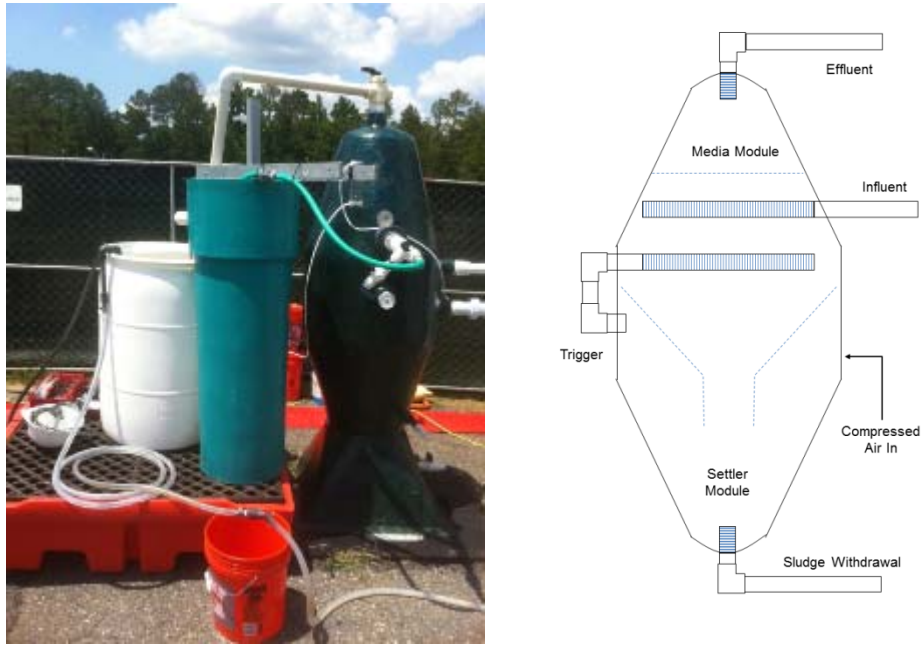 Effluent
Media Module
Influent
Trigger
Compressed
Air In
Settler
Module
Sludge Withdrawal